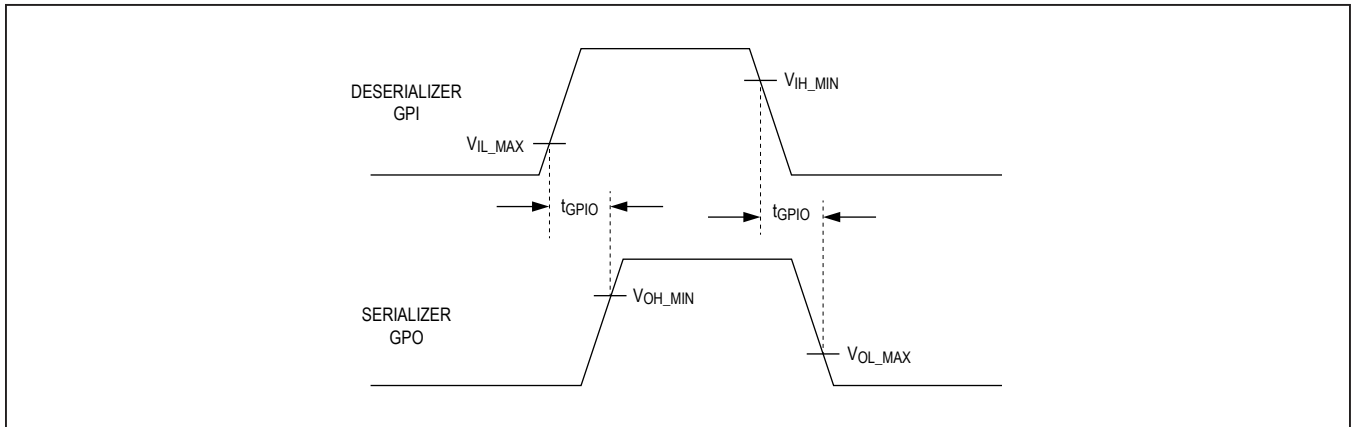 DESERIALIZER
GPI
VIH_MIN
VIL_MAX
tGPIO
tGPIO
VOH_MIN
SERIALIZER
GPO
VOL_MAX